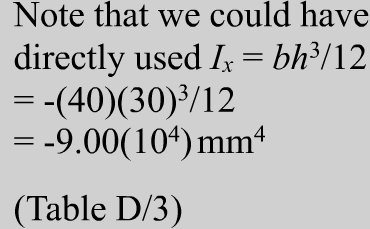 Note that we could have
directly used Iₓ = bh³/12
= -(40)(30)³/12
= -9.00(10⁴) mm⁴
(Table D/3)